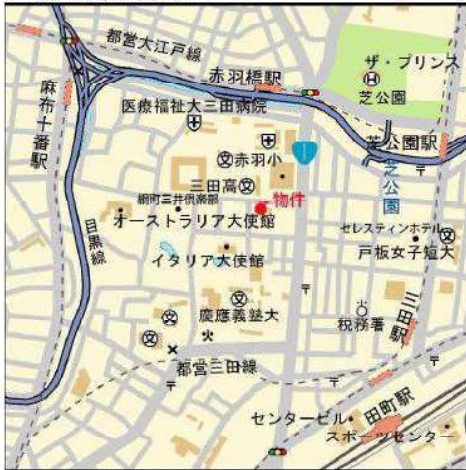 都営大江戸線
ザ・プリンス
赤羽橋駅
芝公園
麻布十番駅
医療福祉大三田病院
芝公園駅
赤羽小
三田高
芝公園
綱町三井倶楽部
物件
オーストラリア大使館
セレスティンホテル
戸板女子短大
目黒線
イタリア大使館
三田駅
慶應義塾大
税務署
都営三田線
田町駅
センタービル
スポーツセンター